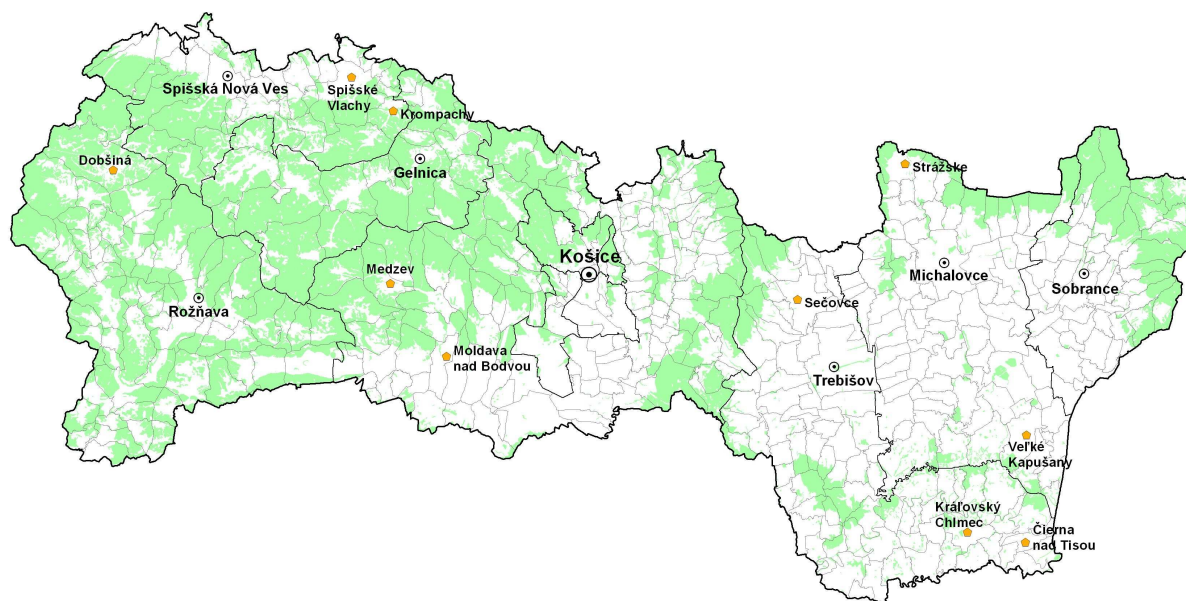 Spišská Nová Ves
Spišské
Vlachy
Krompachy
Dobšiná
Gelnica
Strážske
Košice
Michalovce
Medzev
Sobrance
Sečovce
Rožňava
Moldava
nad Bodvou
Trebišov
Veľké
Kapušany
Kráľovský
Chlmec
Čierna
nad Tisou